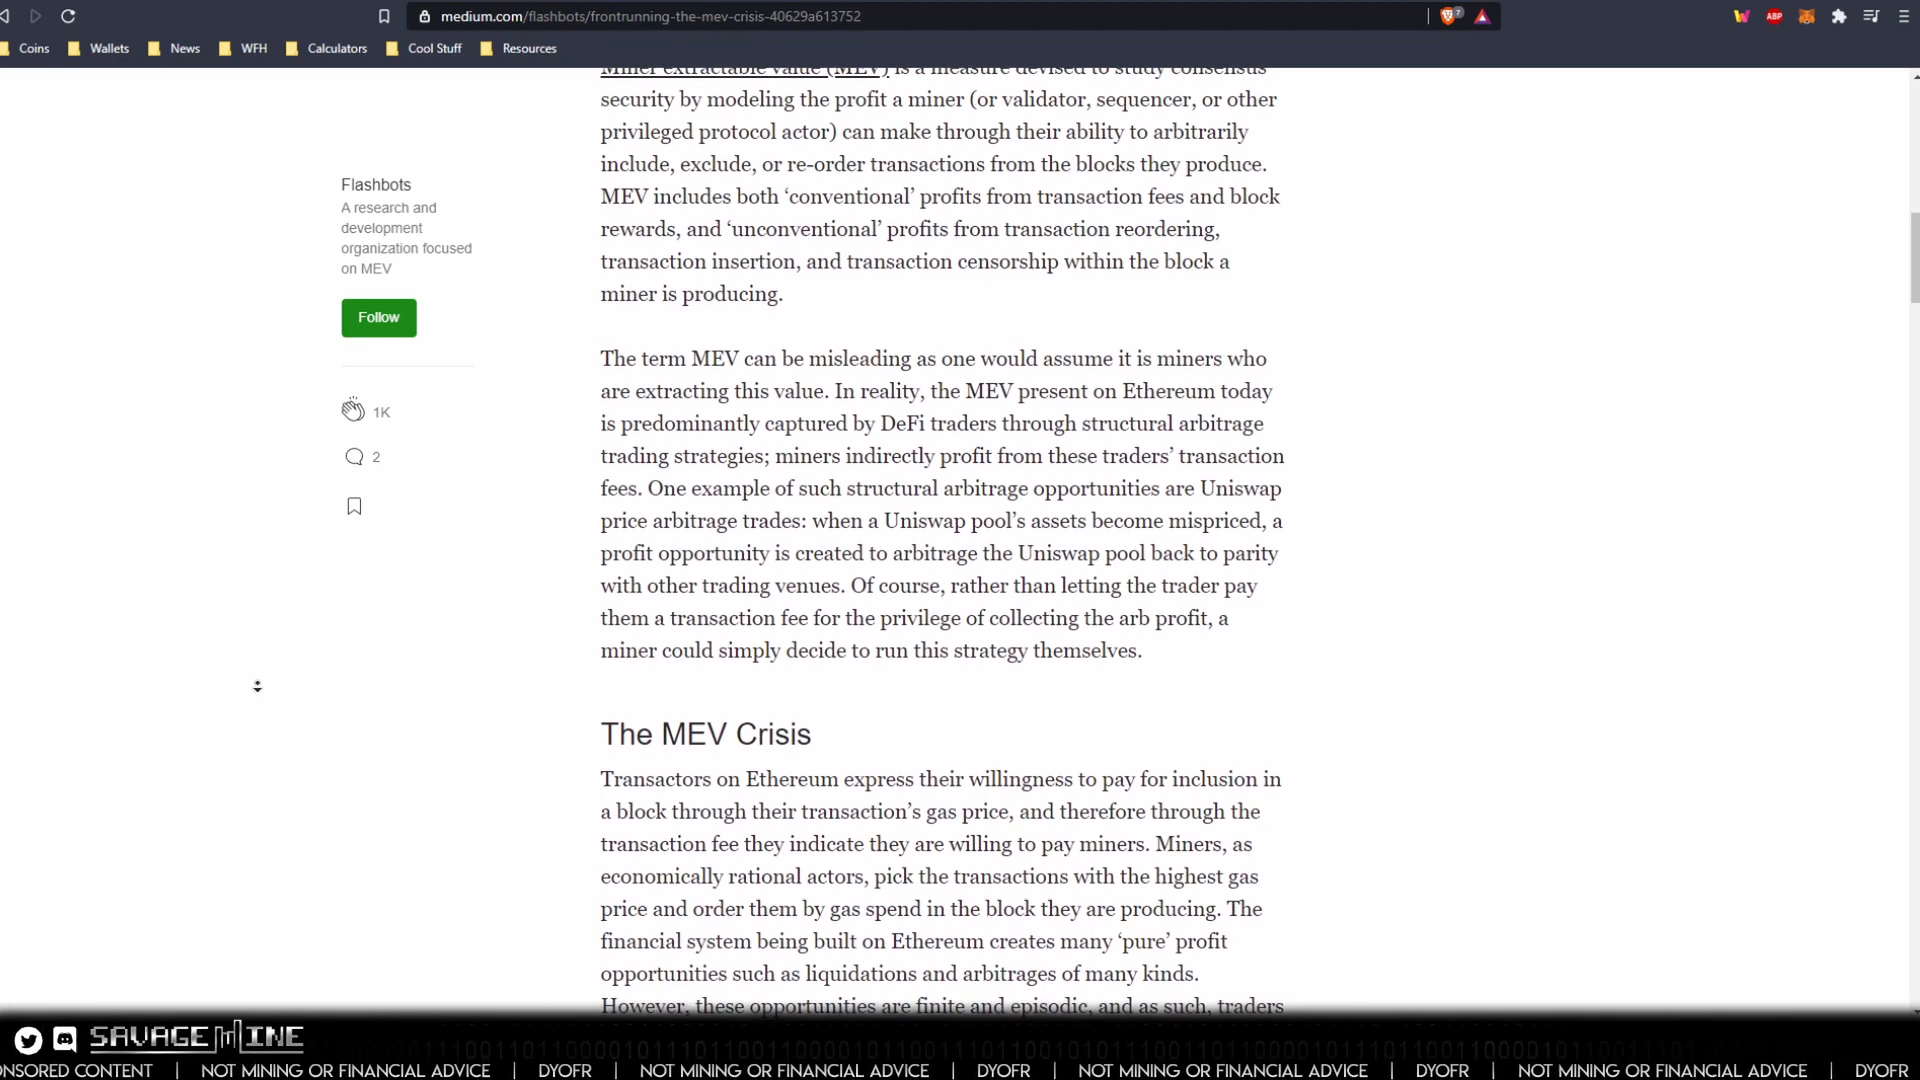 medium.com/flashbots/frontrunning-the-mev-crisis-40629a613752
7
ABP
Coins
Wallets
News
WFH
Calculators
Cool Stuff
Resources
Flashbots
A research and
development
organization focused
on MEV
Follow
1K
2
Miner extractable value (MEV) is a measure devised to study consensus
security by modeling the profit a miner (or validator, sequencer, or other
privileged protocol actor) can make through their ability to arbitrarily
include, exclude, or re-order transactions from the blocks they produce.
MEV includes both ‘conventional’ profits from transaction fees and block
rewards, and ‘unconventional’ profits from transaction reordering,
transaction insertion, and transaction censorship within the block a
miner is producing.
The term MEV can be misleading as one would assume it is miners who
are extracting this value. In reality, the MEV present on Ethereum today
is predominantly captured by DeFi traders through structural arbitrage
trading strategies; miners indirectly profit from these traders’ transaction
fees. One example of such structural arbitrage opportunities are Uniswap
price arbitrage trades: when a Uniswap pool’s assets become mispriced, a
profit opportunity is created to arbitrage the Uniswap pool back to parity
with other trading venues. Of course, rather than letting the trader pay
them a transaction fee for the privilege of collecting the arb profit, a
miner could simply decide to run this strategy themselves.
The MEV Crisis
Transactors on Ethereum express their willingness to pay for inclusion in
a block through their transaction’s gas price, and therefore through the
transaction fee they indicate they are willing to pay miners. Miners, as
economically rational actors, pick the transactions with the highest gas
price and order them by gas spend in the block they are producing. The
financial system being built on Ethereum creates many ‘pure’ profit
opportunities such as liquidations and arbitrages of many kinds.
However, these opportunities are finite and episodic, and as such, traders
SAVAGE MINE
ONSORED CONTENT | NOT MINING OR FINANCIAL ADVICE | DYOFR | NOT MINING OR FINANCIAL ADVICE | DYOFR | NOT MINING OR FINANCIAL ADVICE | DYOFR | NOT MINING OR FINANCIAL ADVICE | DYOFR